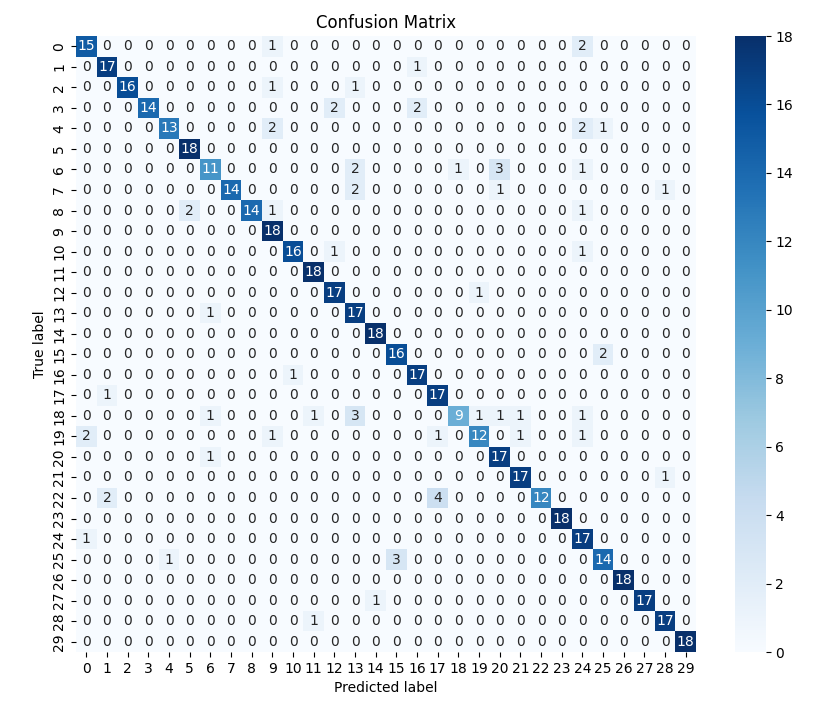 Confusion Matrix
True label
0 15 0 0 0 0 0 0 0 0 1 0 0 0 0 0 0 0 0 0 0 0 0 0 0 2 0 0 0 0 0
1 0 17 0 0 0 0 0 0 0 0 0 0 0 0 0 0 1 0 0 0 0 0 0 0 0 0 0 0 0 0
2 0 0 16 0 0 0 0 0 0 1 0 0 0 1 0 0 0 0 0 0 0 0 0 0 0 0 0 0 0 0
3 0 0 0 14 0 0 0 0 0 0 0 0 2 0 0 0 2 0 0 0 0 0 0 0 0 0 0 0 0 0
4 0 0 0 0 13 0 0 0 0 2 0 0 0 0 0 0 0 0 0 0 0 0 0 0 2 1 0 0 0 0
5 0 0 0 0 0 18 0 0 0 0 0 0 0 0 0 0 0 0 0 0 0 0 0 0 0 0 0 0 0 0
6 0 0 0 0 0 0 11 0 0 0 0 0 0 2 0 0 0 0 1 0 3 0 0 0 1 0 0 0 0 0
7 0 0 0 0 0 0 0 14 0 0 0 0 0 2 0 0 0 0 0 0 1 0 0 0 0 0 0 0 1 0
8 0 0 0 0 0 2 0 0 14 1 0 0 0 0 0 0 0 0 0 0 0 0 0 0 1 0 0 0 0 0
9 0 0 0 0 0 0 0 0 0 18 0 0 0 0 0 0 0 0 0 0 0 0 0 0 0 0 0 0 0 0
10 0 0 0 0 0 0 0 0 0 0 16 0 1 0 0 0 0 0 0 0 0 0 0 0 1 0 0 0 0 0
11 0 0 0 0 0 0 0 0 0 0 0 18 0 0 0 0 0 0 0 0 0 0 0 0 0 0 0 0 0 0
12 0 0 0 0 0 0 0 0 0 0 0 0 17 0 0 0 0 0 0 1 0 0 0 0 0 0 0 0 0 0
13 0 0 0 0 0 0 1 0 0 0 0 0 0 17 0 0 0 0 0 0 0 0 0 0 0 0 0 0 0 0
14 0 0 0 0 0 0 0 0 0 0 0 0 0 0 18 0 0 0 0 0 0 0 0 0 0 0 0 0 0 0
15 0 0 0 0 0 0 0 0 0 0 0 0 0 0 0 16 0 0 0 0 0 0 0 0 0 2 0 0 0 0
16 0 0 0 0 0 0 0 0 0 0 1 0 0 0 0 0 17 0 0 0 0 0 0 0 0 0 0 0 0 0
17 0 1 0 0 0 0 0 0 0 0 0 0 0 0 0 0 0 17 0 0 0 0 0 0 0 0 0 0 0 0
18 0 0 0 0 0 0 1 0 0 0 0 1 0 3 0 0 0 0 9 1 1 1 0 0 1 0 0 0 0 0
19 2 0 0 0 0 0 0 0 0 1 0 0 0 0 0 0 0 1 0 12 0 1 0 0 1 0 0 0 0 0
20 0 0 0 0 0 0 1 0 0 0 0 0 0 0 0 0 0 0 0 0 17 0 0 0 0 0 0 0 0 0
21 0 0 0 0 0 0 0 0 0 0 0 0 0 0 0 0 0 0 0 0 0 17 0 0 0 0 0 0 1 0
22 0 2 0 0 0 0 0 0 0 0 0 0 0 0 0 0 0 4 0 0 0 0 12 0 0 0 0 0 0 0
23 0 0 0 0 0 0 0 0 0 0 0 0 0 0 0 0 0 0 0 0 0 0 0 18 0 0 0 0 0 0
24 1 0 0 0 0 0 0 0 0 0 0 0 0 0 0 0 0 0 0 0 0 0 0 0 17 0 0 0 0 0
25 0 0 0 0 1 0 0 0 0 0 0 0 0 0 0 3 0 0 0 0 0 0 0 0 0 14 0 0 0 0
26 0 0 0 0 0 0 0 0 0 0 0 0 0 0 0 0 0 0 0 0 0 0 0 0 0 0 18 0 0 0
27 0 0 0 0 0 0 0 0 0 0 0 0 0 0 1 0 0 0 0 0 0 0 0 0 0 0 0 17 0 0
28 0 0 0 0 0 0 0 0 0 0 0 1 0 0 0 0 0 0 0 0 0 0 0 0 0 0 0 0 17 0
29 0 0 0 0 0 0 0 0 0 0 0 0 0 0 0 0 0 0 0 0 0 0 0 0 0 0 0 0 0 18
0 1 2 3 4 5 6 7 8 9 10 11 12 13 14 15 16 17 18 19 20 21 22 23 24 25 26 27 28 29
Predicted label
18
16
14
12
10
8
6
4
2
0